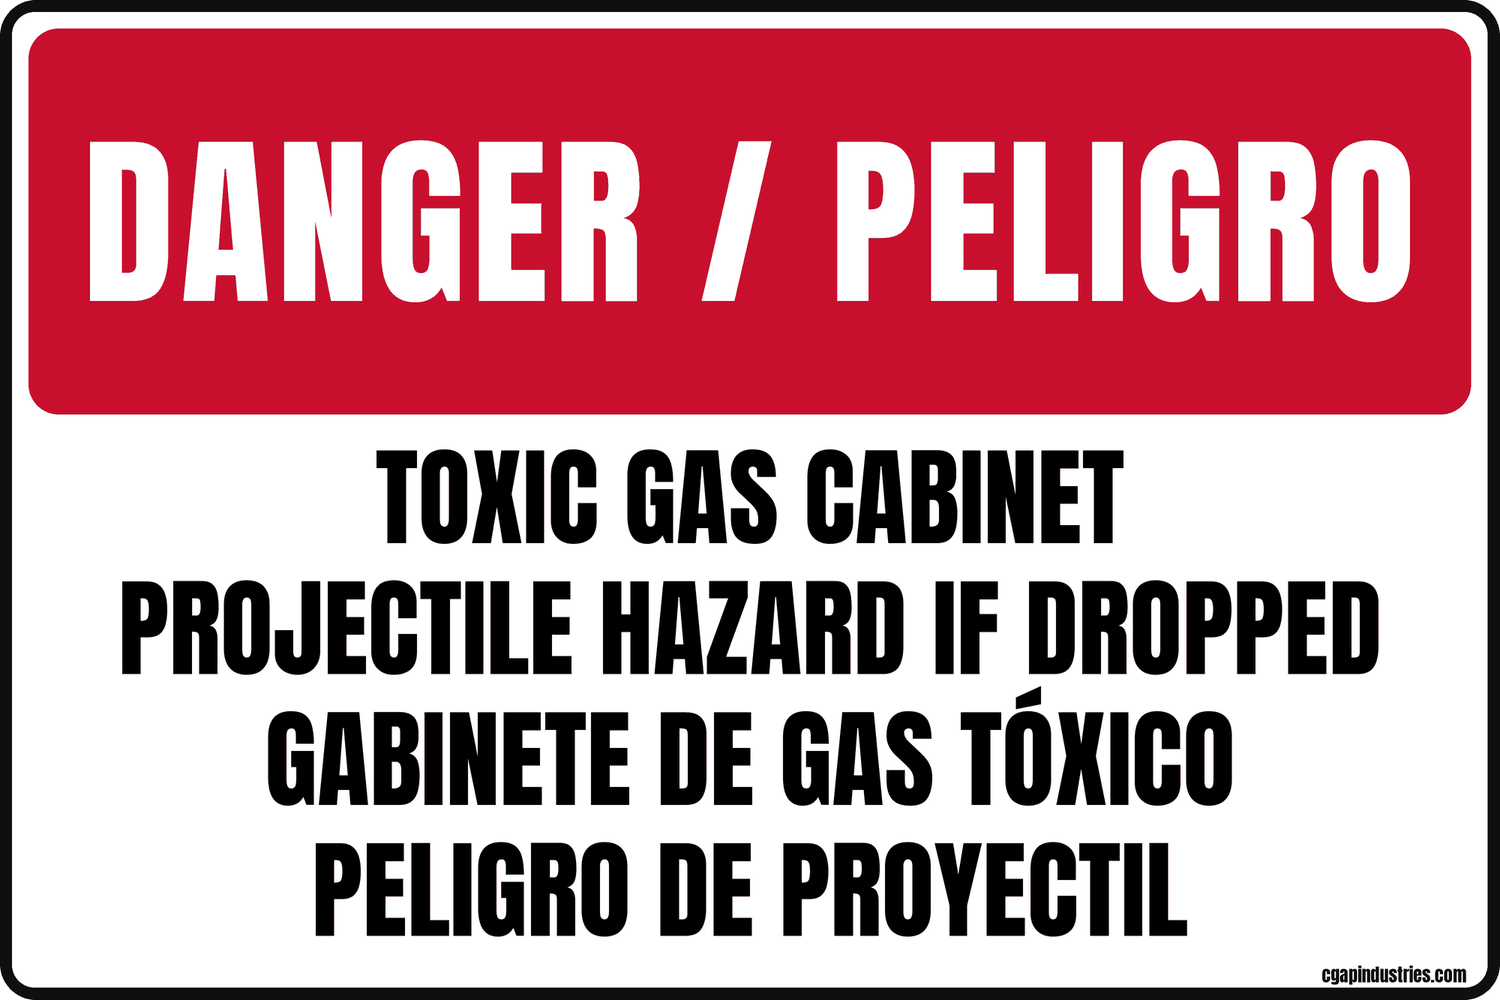 DANGER / PELIGRO
TOXIC GAS CABINET
PROJECTILE HAZARD IF DROPPED
GABINETE DE GAS TÓXICO
PELIGRO DE PROYECTIL
cgapindustries.com